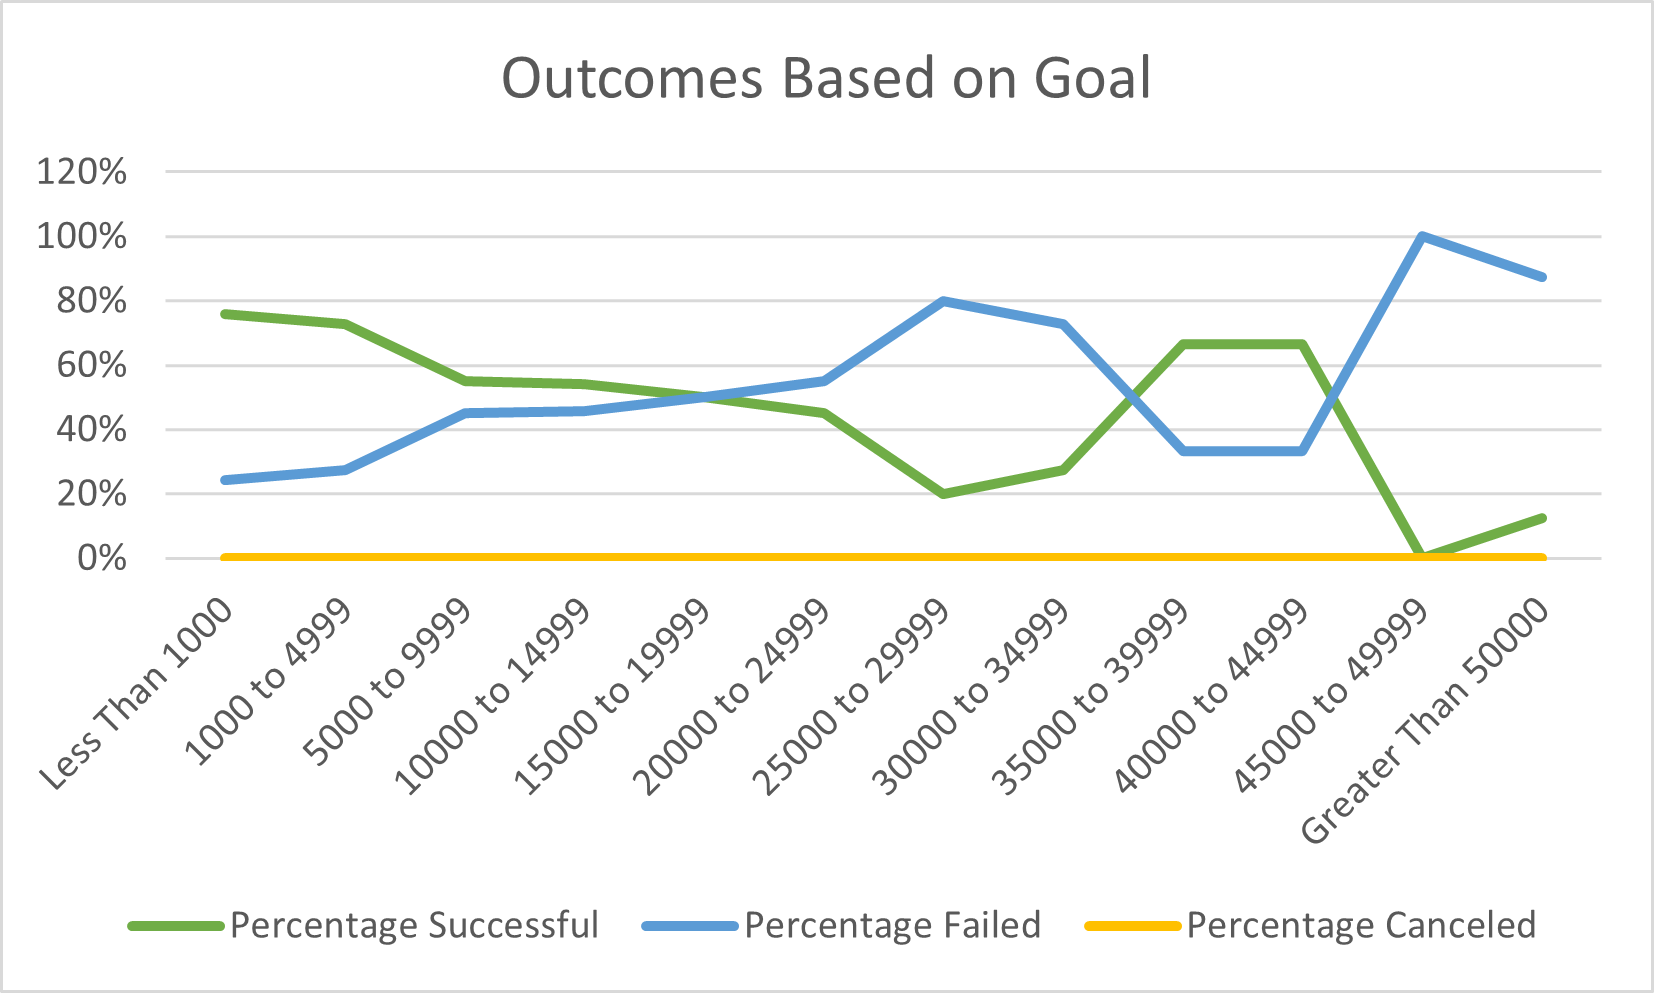 Outcomes Based on Goal
120%
100%
80%
60%
40%
20%
0%
Less Than 1000
1000 to 4999
5000 to 9999
10000 to 14999
15000 to 19999
20000 to 24999
25000 to 29999
30000 to 34999
35000 to 39999
40000 to 44999
45000 to 49999
Greater Than 50000
Percentage Successful
Percentage Failed
Percentage Canceled